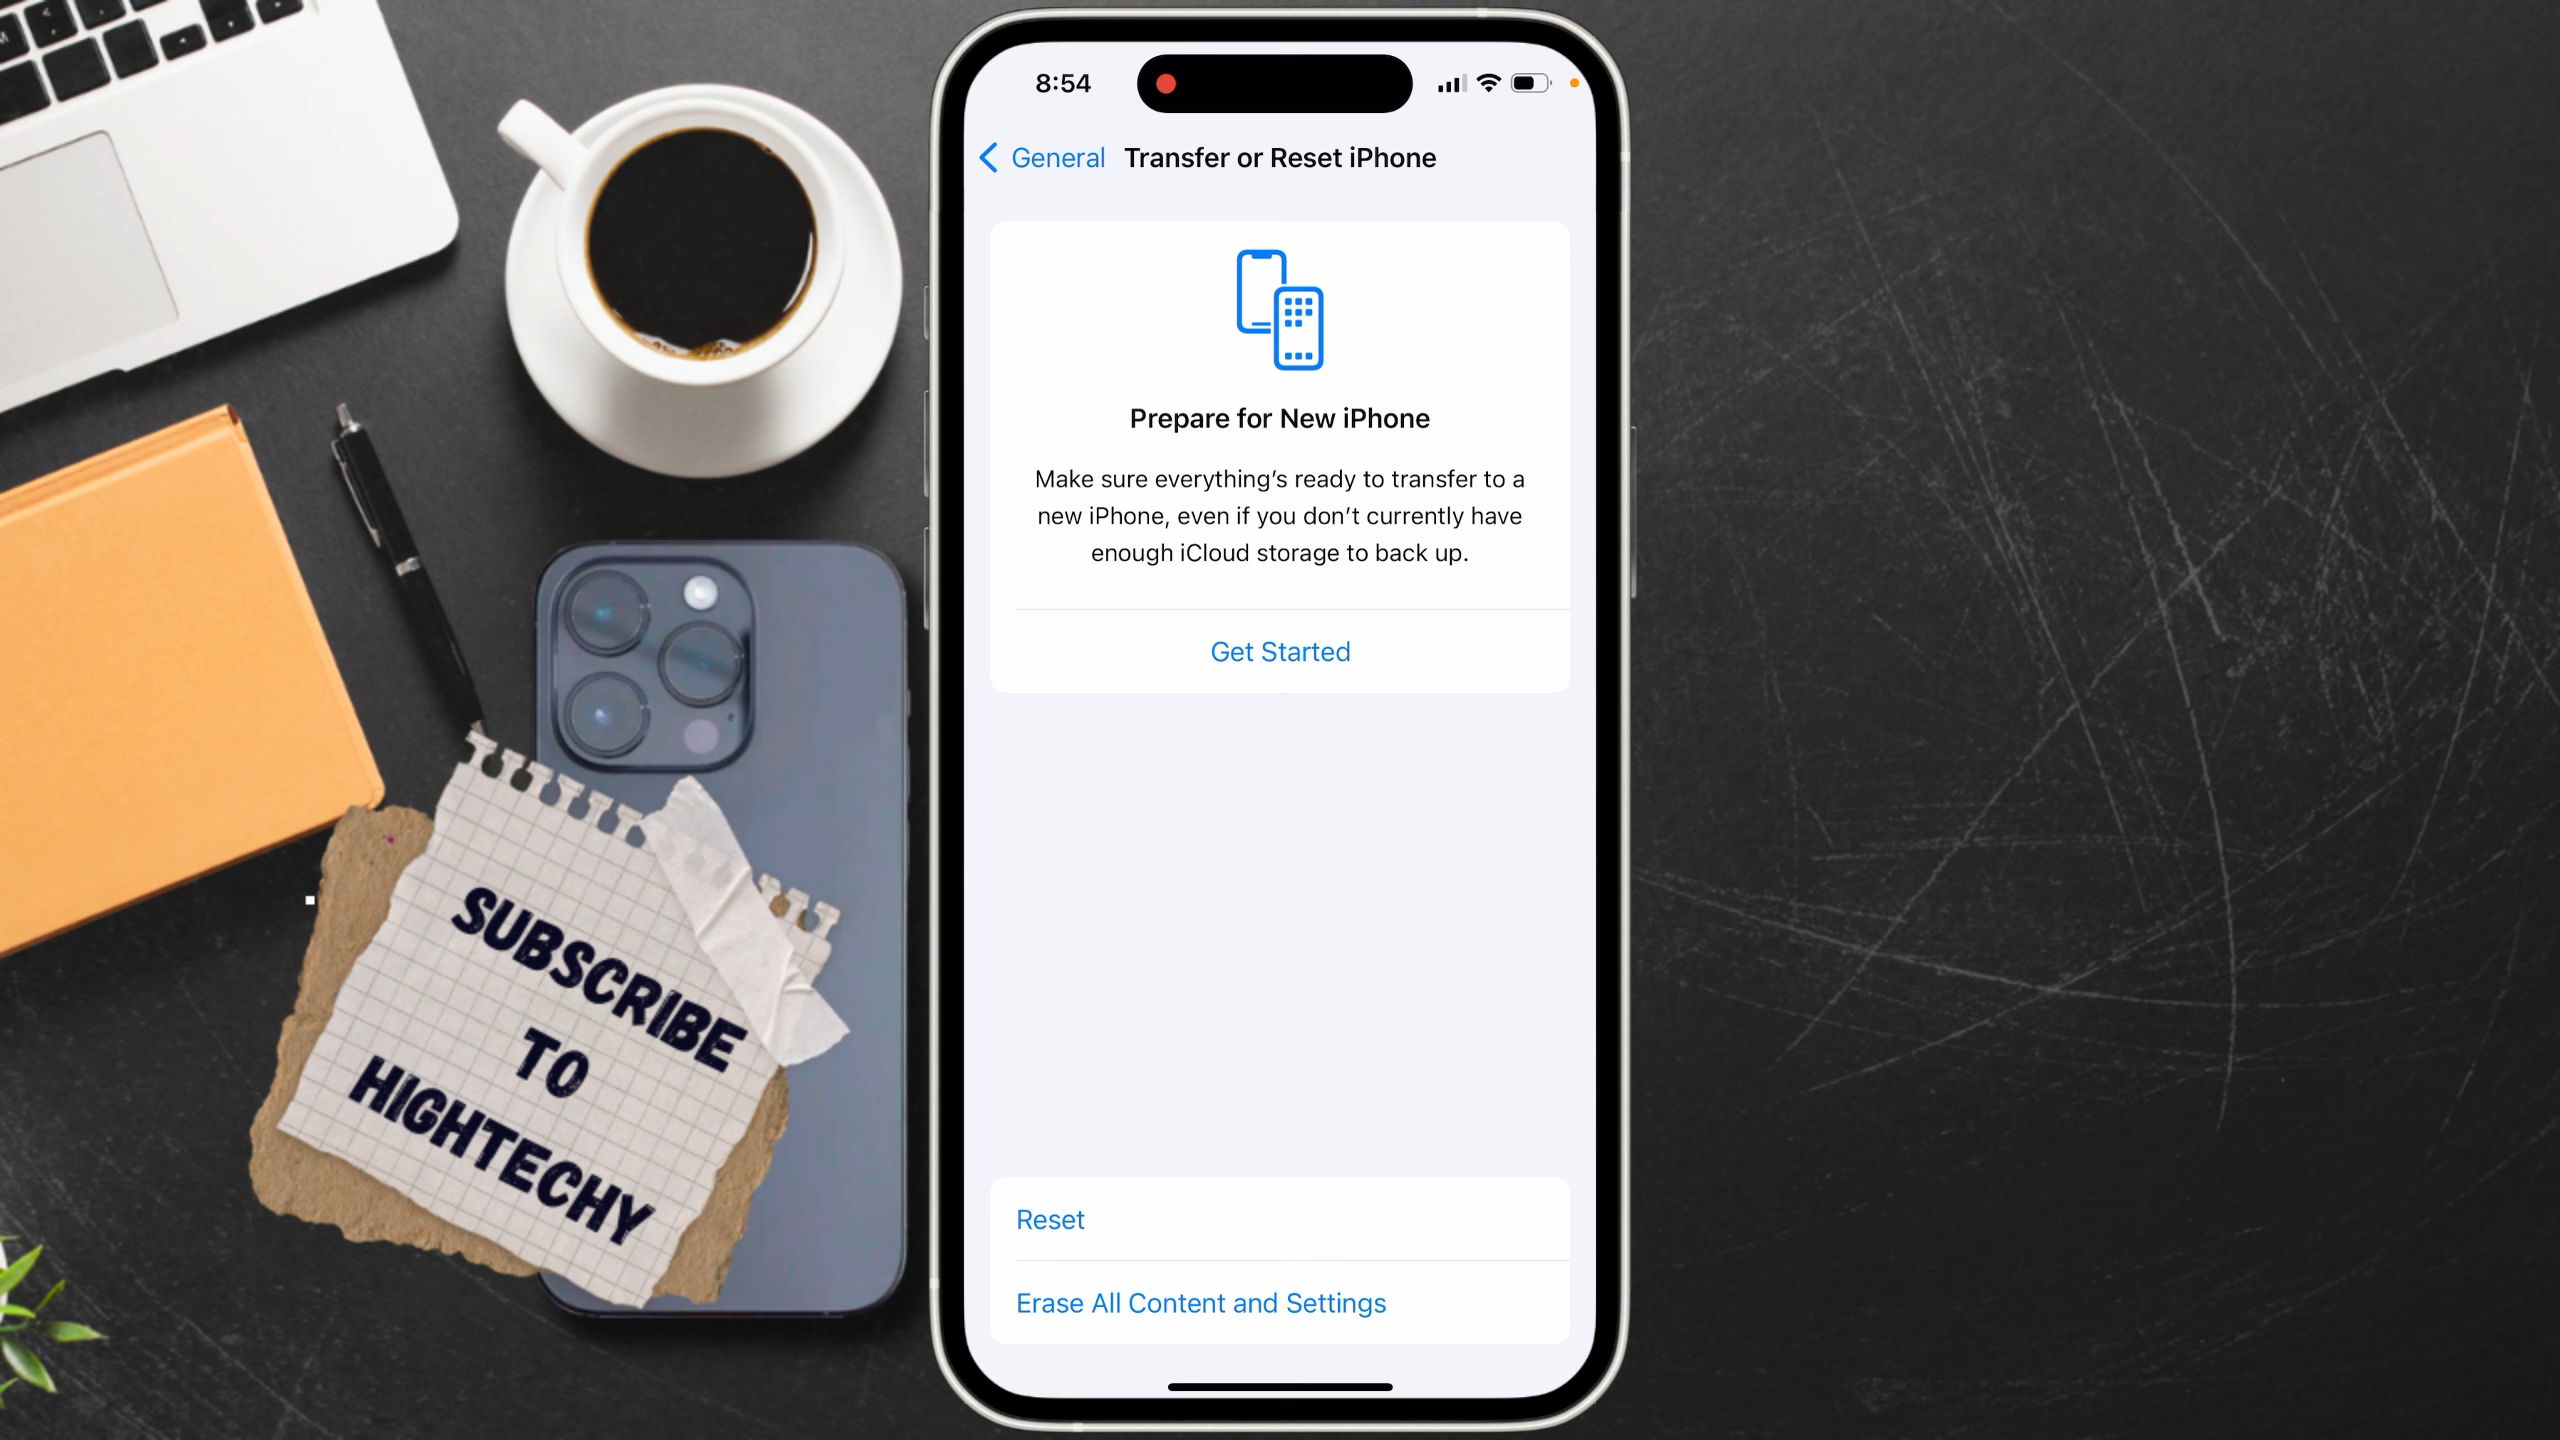 8:54
General Transfer or Reset iPhone
Prepare for New iPhone
Make sure everything's ready to transfer to a
new iPhone, even if you don't currently have
enough iCloud storage to back up.
Get Started
Reset
Erase All Content and Settings
SUBSCRIBE
TO
HIGHTECHY